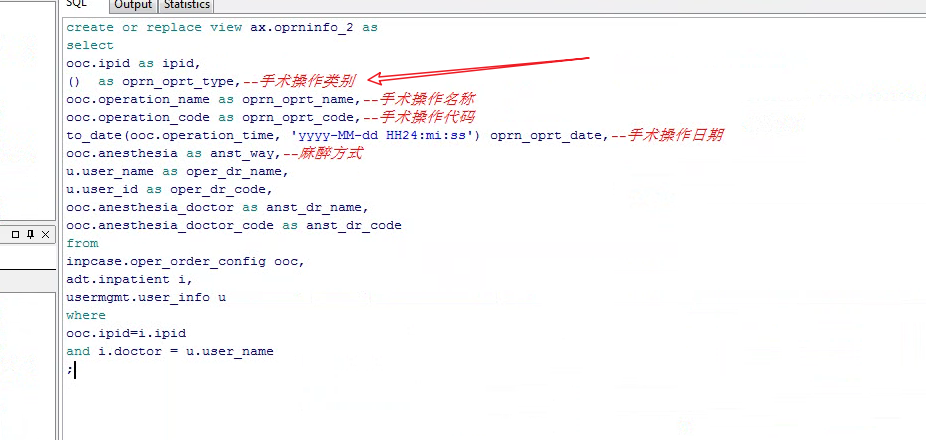 SQL Output Statistics
create or replace view ax.oprninfo_2 as
select
ooc.ipid as ipid,
()  as oprn_oprt_type,--手术操作类别
ooc.operation_name as oprn_oprt_name,--手术操作名称
ooc.operation_code as oprn_oprt_code,--手术操作代码
to_date(ooc.operation_time, 'yyyy-MM-dd HH24:mi:ss') oprn_oprt_date,--手术操作日期
ooc.anesthesia as anst_way,--麻醉方式
u.user_name as oper_dr_name,
u.user_id as oper_dr_code,
ooc.anesthesia_doctor as anst_dr_name,
ooc.anesthesia_doctor_code as anst_dr_code
from
inpcase.oper_order_config ooc,
adt.inpatient i,
usermgmt.user_info u
where
ooc.ipid=i.ipid
and i.doctor = u.user_name
;